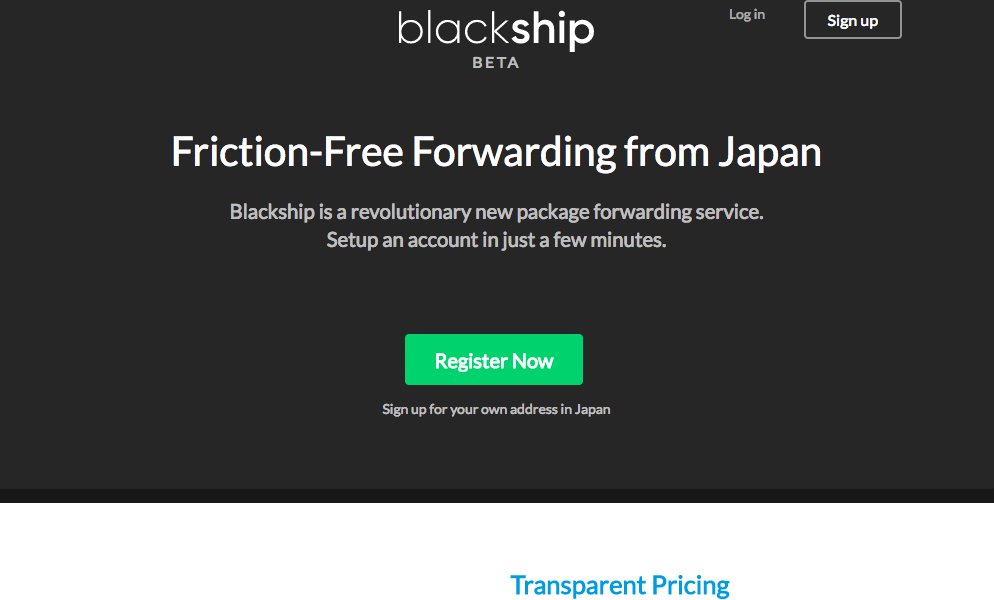 blackship
BETA
Log in
Sign up
Friction-Free Forwarding from Japan
Blackship is a revolutionary new package forwarding service.
Setup an account in just a few minutes.
Register Now
Sign up for your own address in Japan
Transparent Pricing